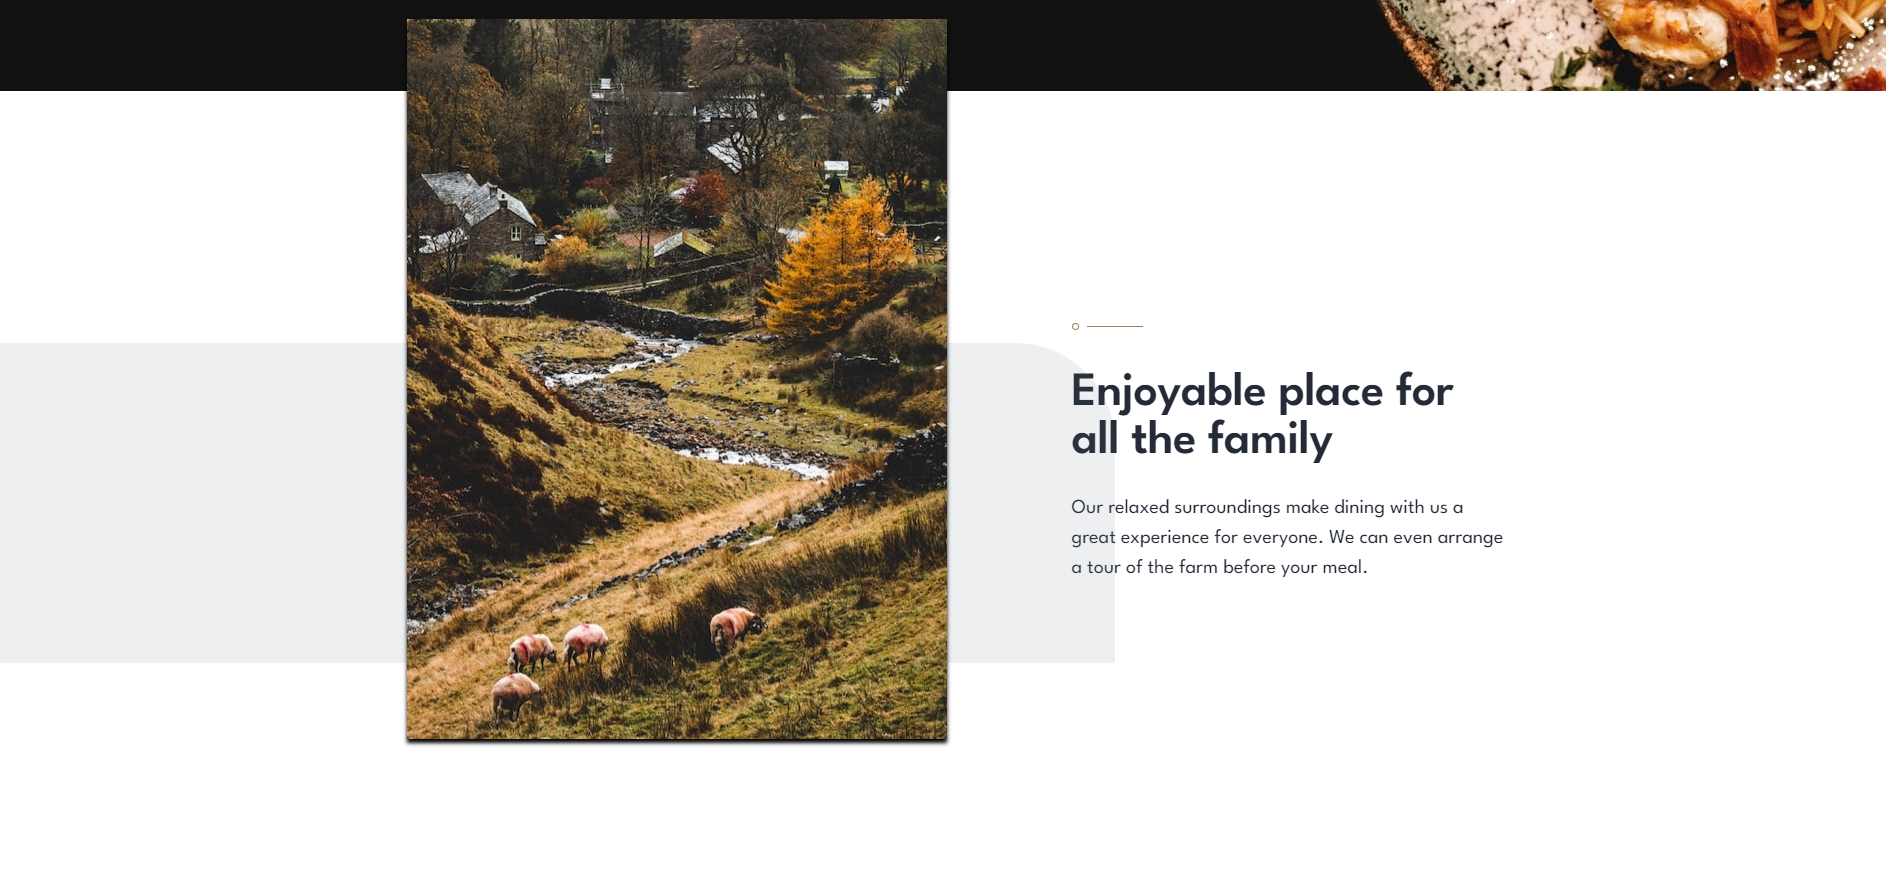 Enjoyable place for
all the family
Our relaxed surroundings make dining with us a
great experience for everyone. We can even arrange
a tour of the farm before your meal.